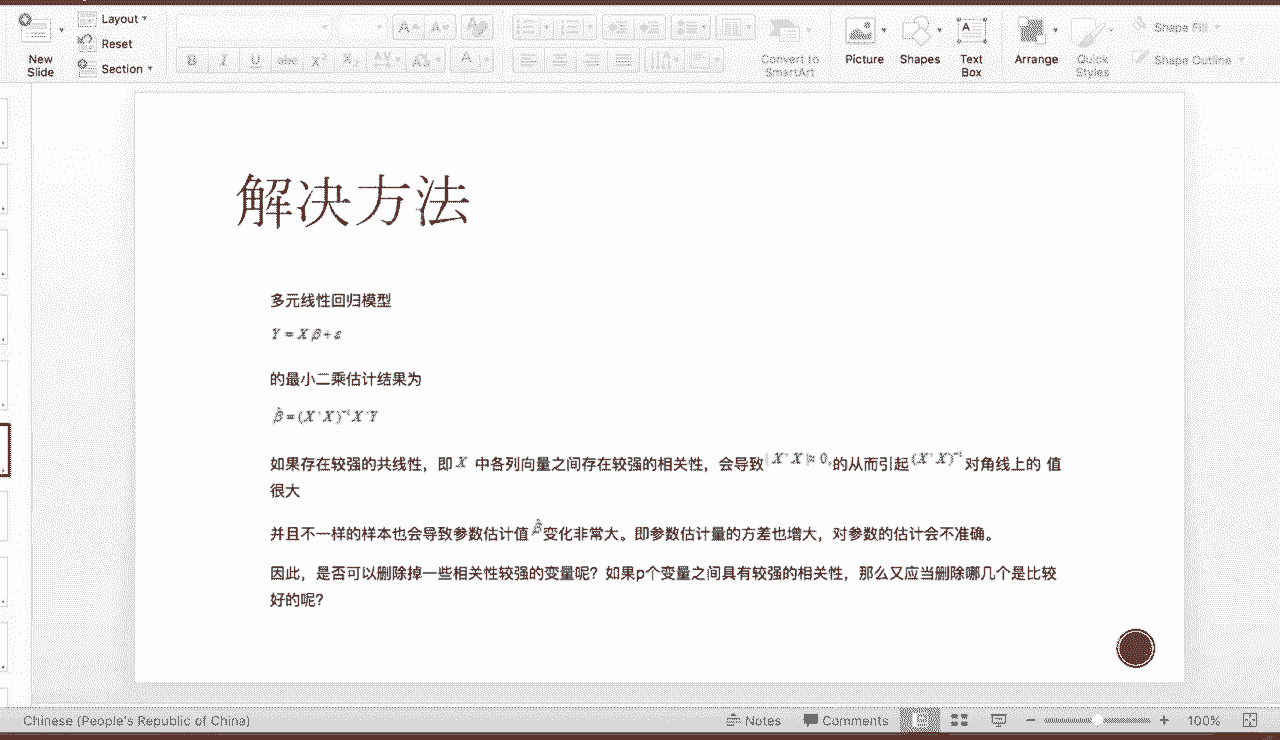 Layout
Reset
Section
New Slide
Convert to SmartArt
Picture
Shapes
Text Box
Arrange
Quick Styles
Shape Fill
Shape Outline
解决方法
多元线性回归模型
Y = Xβ + ε
的最小二乘估计结果为
β̂ = (X'X)⁻¹X'Y
如果存在较强的共线性，即 X 中各列向量之间存在较强的相关性，会导致|X'X|≈0,的从而引起(X'X)⁻¹对角线上的 值
很大
并且不一样的样本也会导致参数估计值β̂变化非常大。即参数估计量的方差也增大，对参数的估计会不准确。
因此，是否可以删除掉一些相关性较强的变量呢？如果p个变量之间具有较强的相关性，那么又应当删除哪几个是比较
好的呢？
Chinese (People's Republic of China)
Notes
Comments
100%